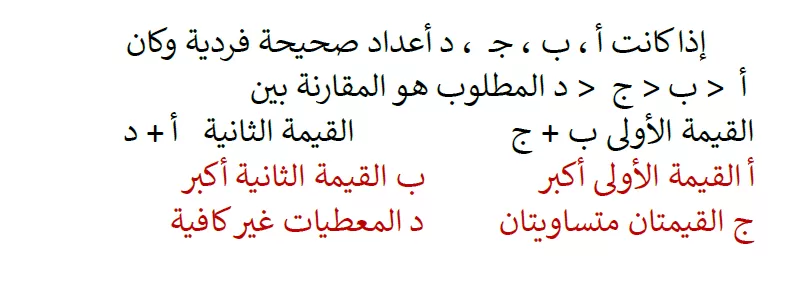 إذا كانت أ ، ب ، جـ ، د أعداد صحيحة فردية وكان
أ > ب > ج > د المطلوب هو المقارنة بين
القيمة الأولى ب + ج القيمة الثانية أ + د
أ القيمة الأولى أكبر ب القيمة الثانية أكبر
ج القيمتان متساويتان د المعطيات غير كافية